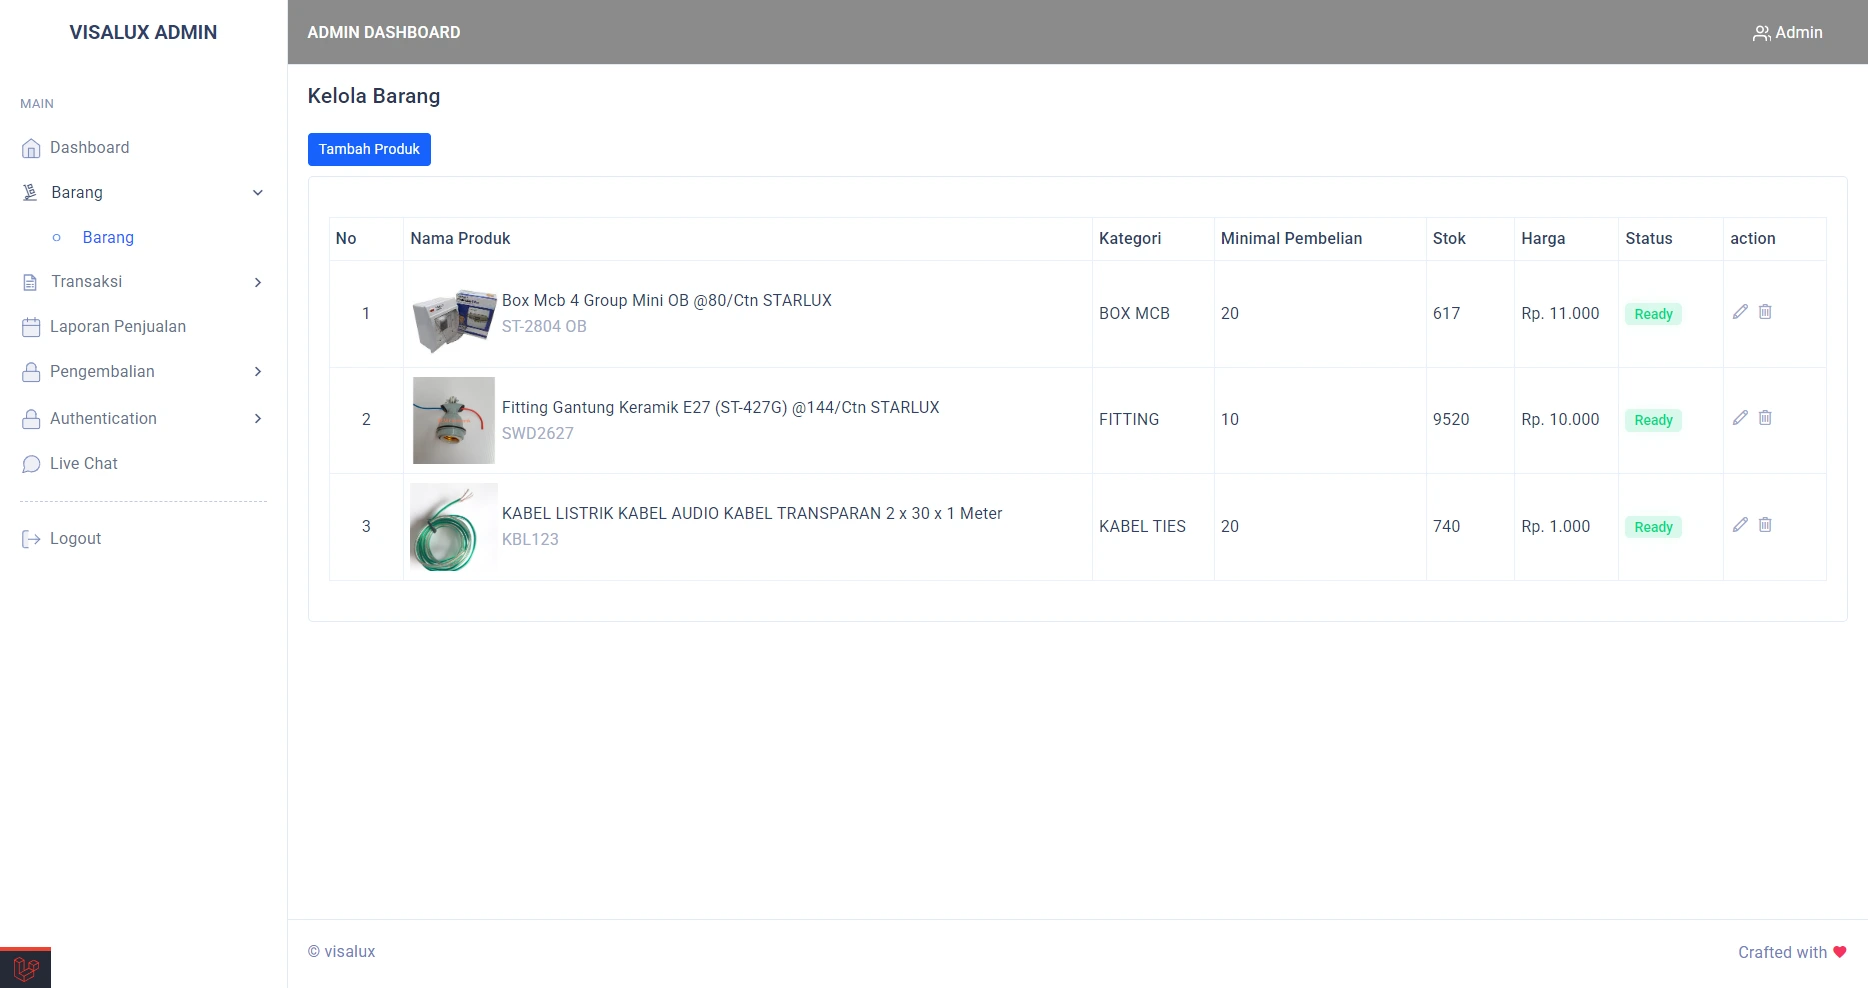 VISALUX ADMIN
ADMIN DASHBOARD
Admin
MAIN
Dashboard
Barang
Barang
Transaksi
Laporan Penjualan
Pengembalian
Authentication
Live Chat
Logout
Kelola Barang
Tambah Produk
No Nama Produk Kategori Minimal Pembelian Stok Harga Status action
1 Box Mcb 4 Group Mini OB @80/Ctn STARLUX BOX MCB 20 617 Rp. 11.000 Ready
ST-2804 OB
2 Fitting Gantung Keramik E27 (ST-427G) @144/Ctn STARLUX FITTING 10 9520 Rp. 10.000 Ready
SWD2627
3 KABEL LISTRIK KABEL AUDIO KABEL TRANSPARAN 2 x 30 x 1 Meter KABEL TIES 20 740 Rp. 1.000 Ready
KBL123
© visalux
Crafted with